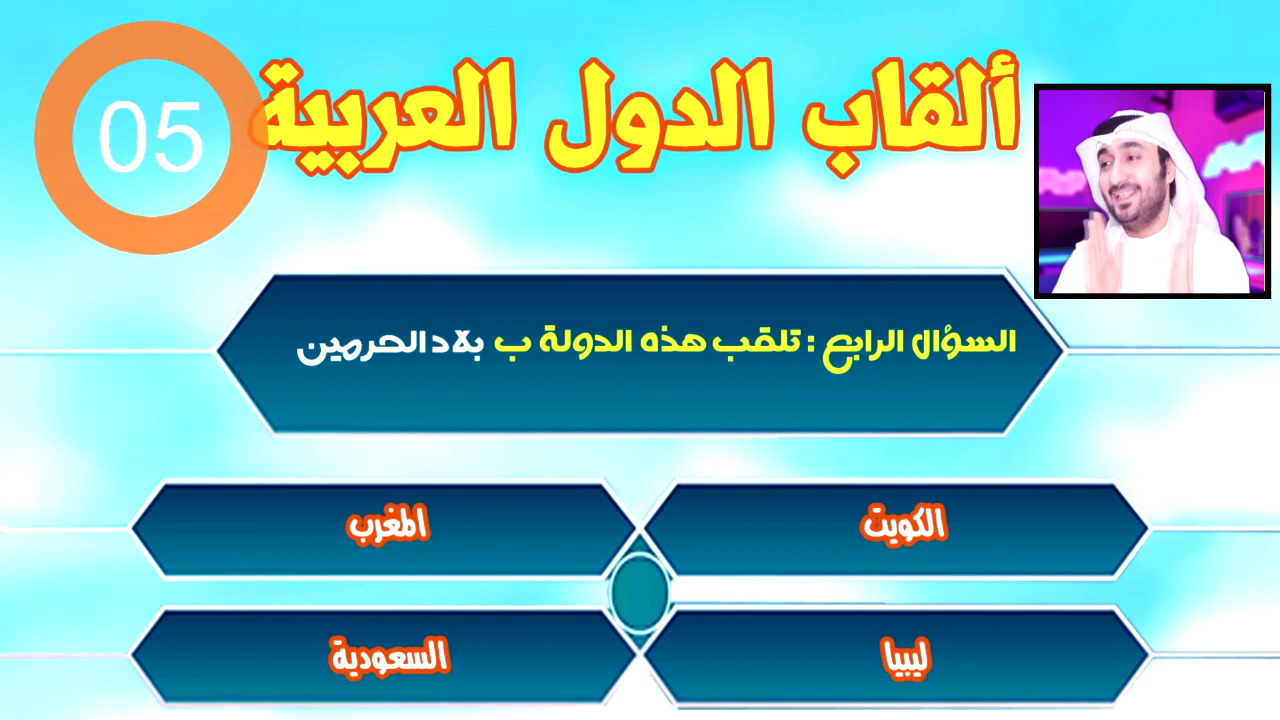 ألقاب الدول العربية
05
السؤال الرابع : تلقب هذه الدولة ب بلاد الحرمين
الكويت
المغرب
ليبيا
السعودية